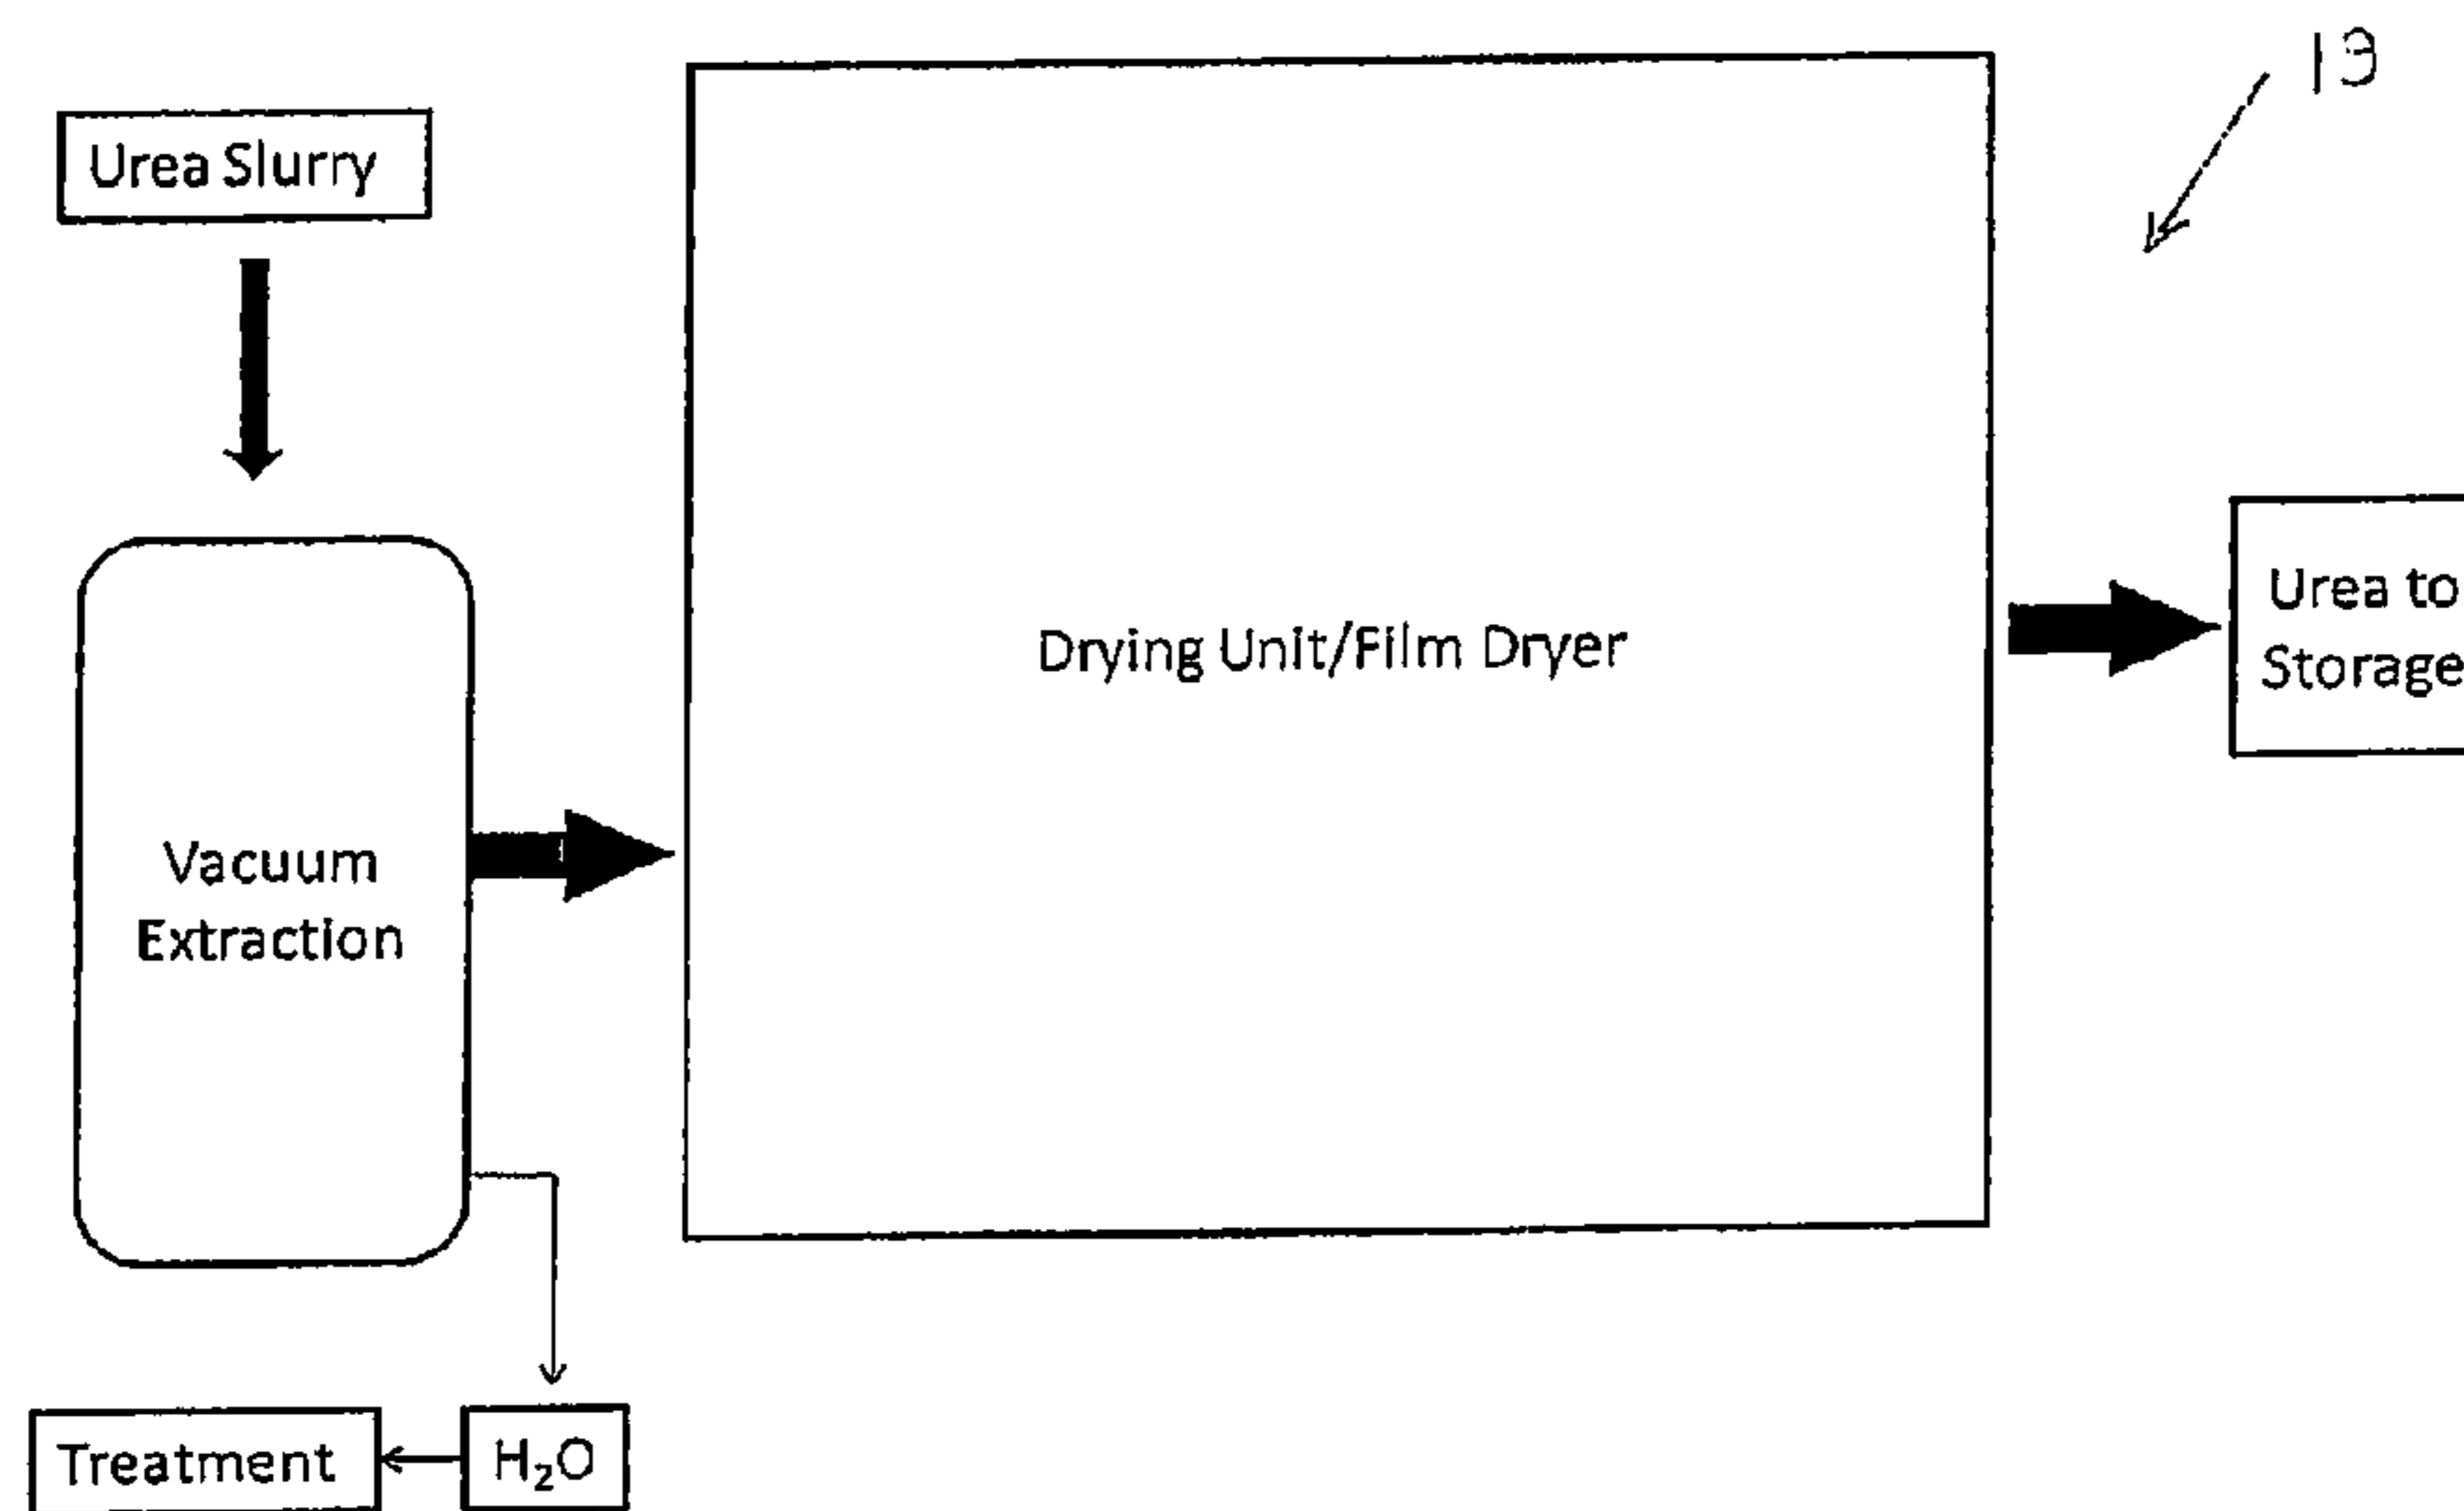 13
Urea Slurry
Urea to
Storage
Drying Unit/Film Dryer
Vacuum
Extraction
Treatment
H₂O